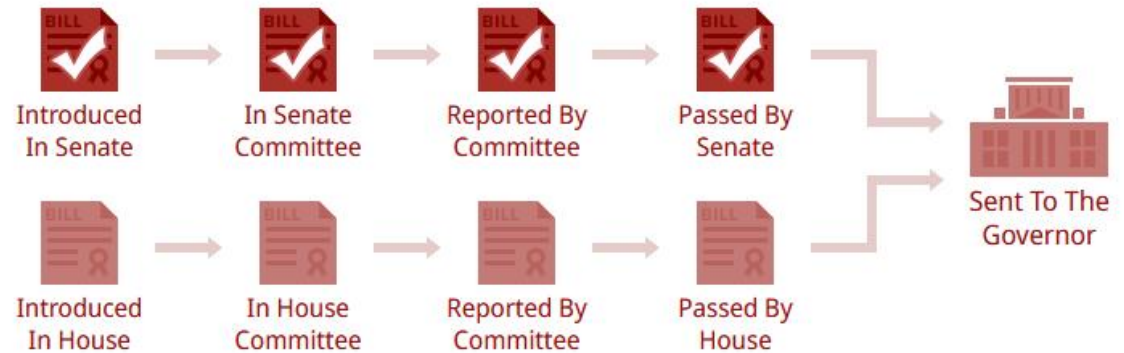 BILL
BILL
BILL
BILL
Introduced
In Senate
In Senate
Committee
Reported By
Committee
Passed By
Senate
Sent To The
Governor
BILL
BILL
BILL
BILL
Introduced
In House
In House
Committee
Reported By
Committee
Passed By
House